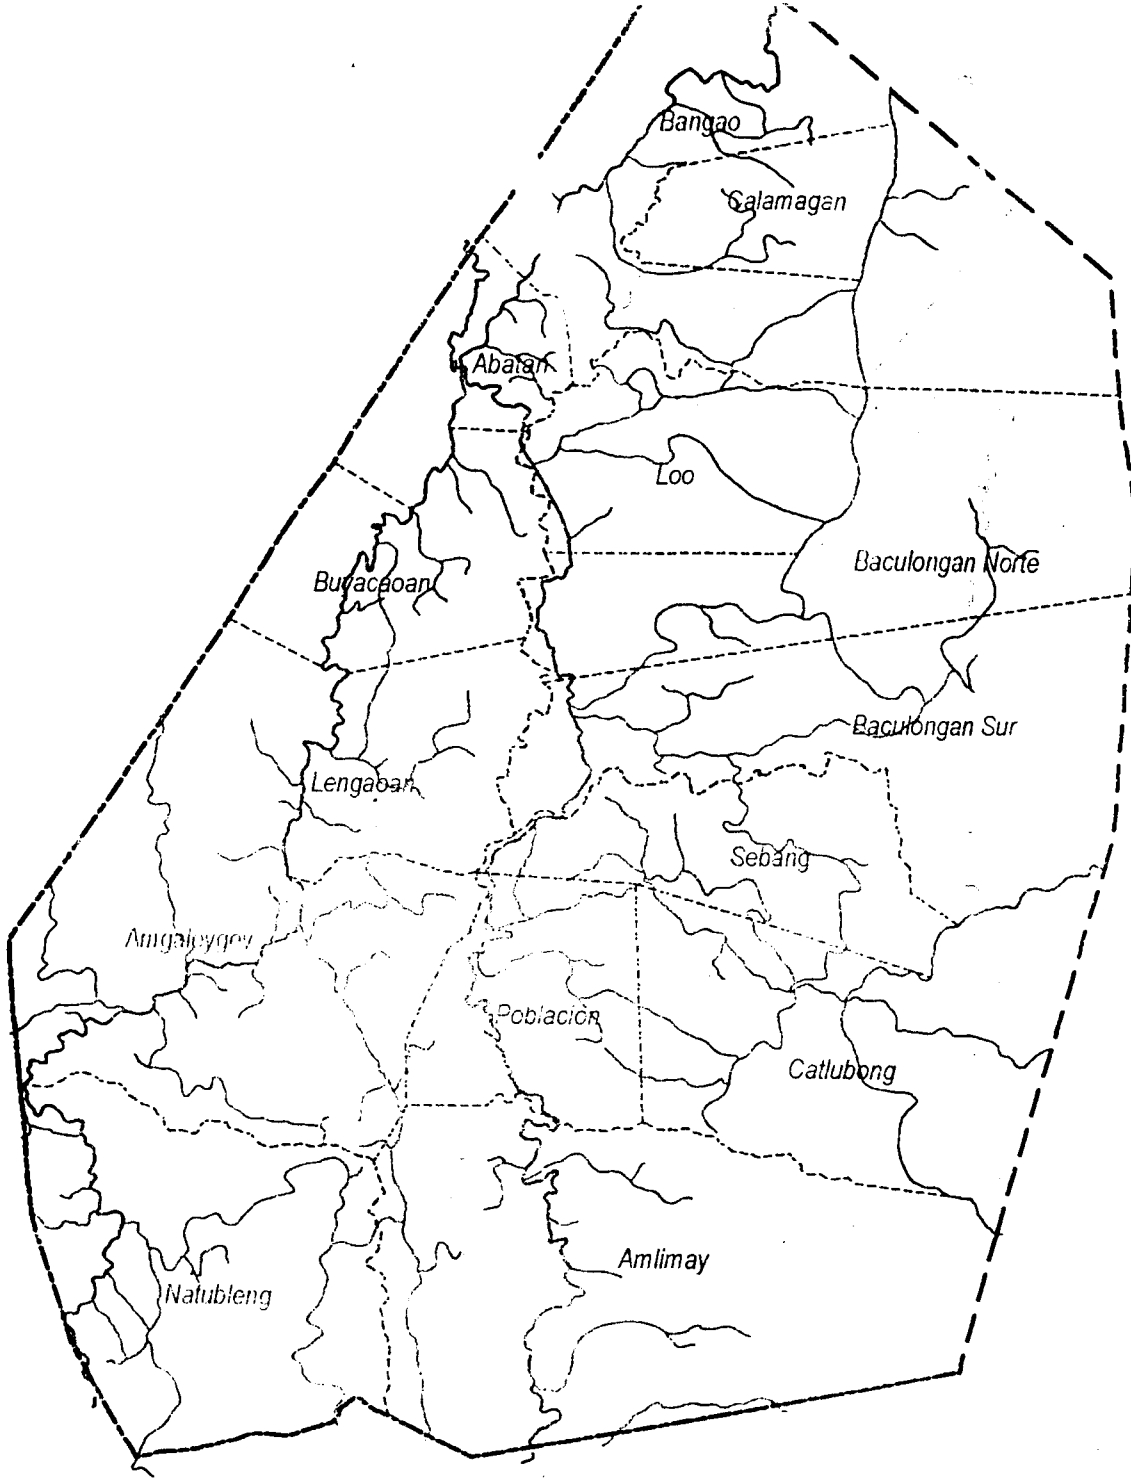 Bangao
Calamagan
Abatan
Loo
Baculongan Norte
Buyacaoan
Baculongan Sur
Lengaoan
Sebang
Amgaleygey
Poblacion
Catlubong
Amlimay
Natubleng